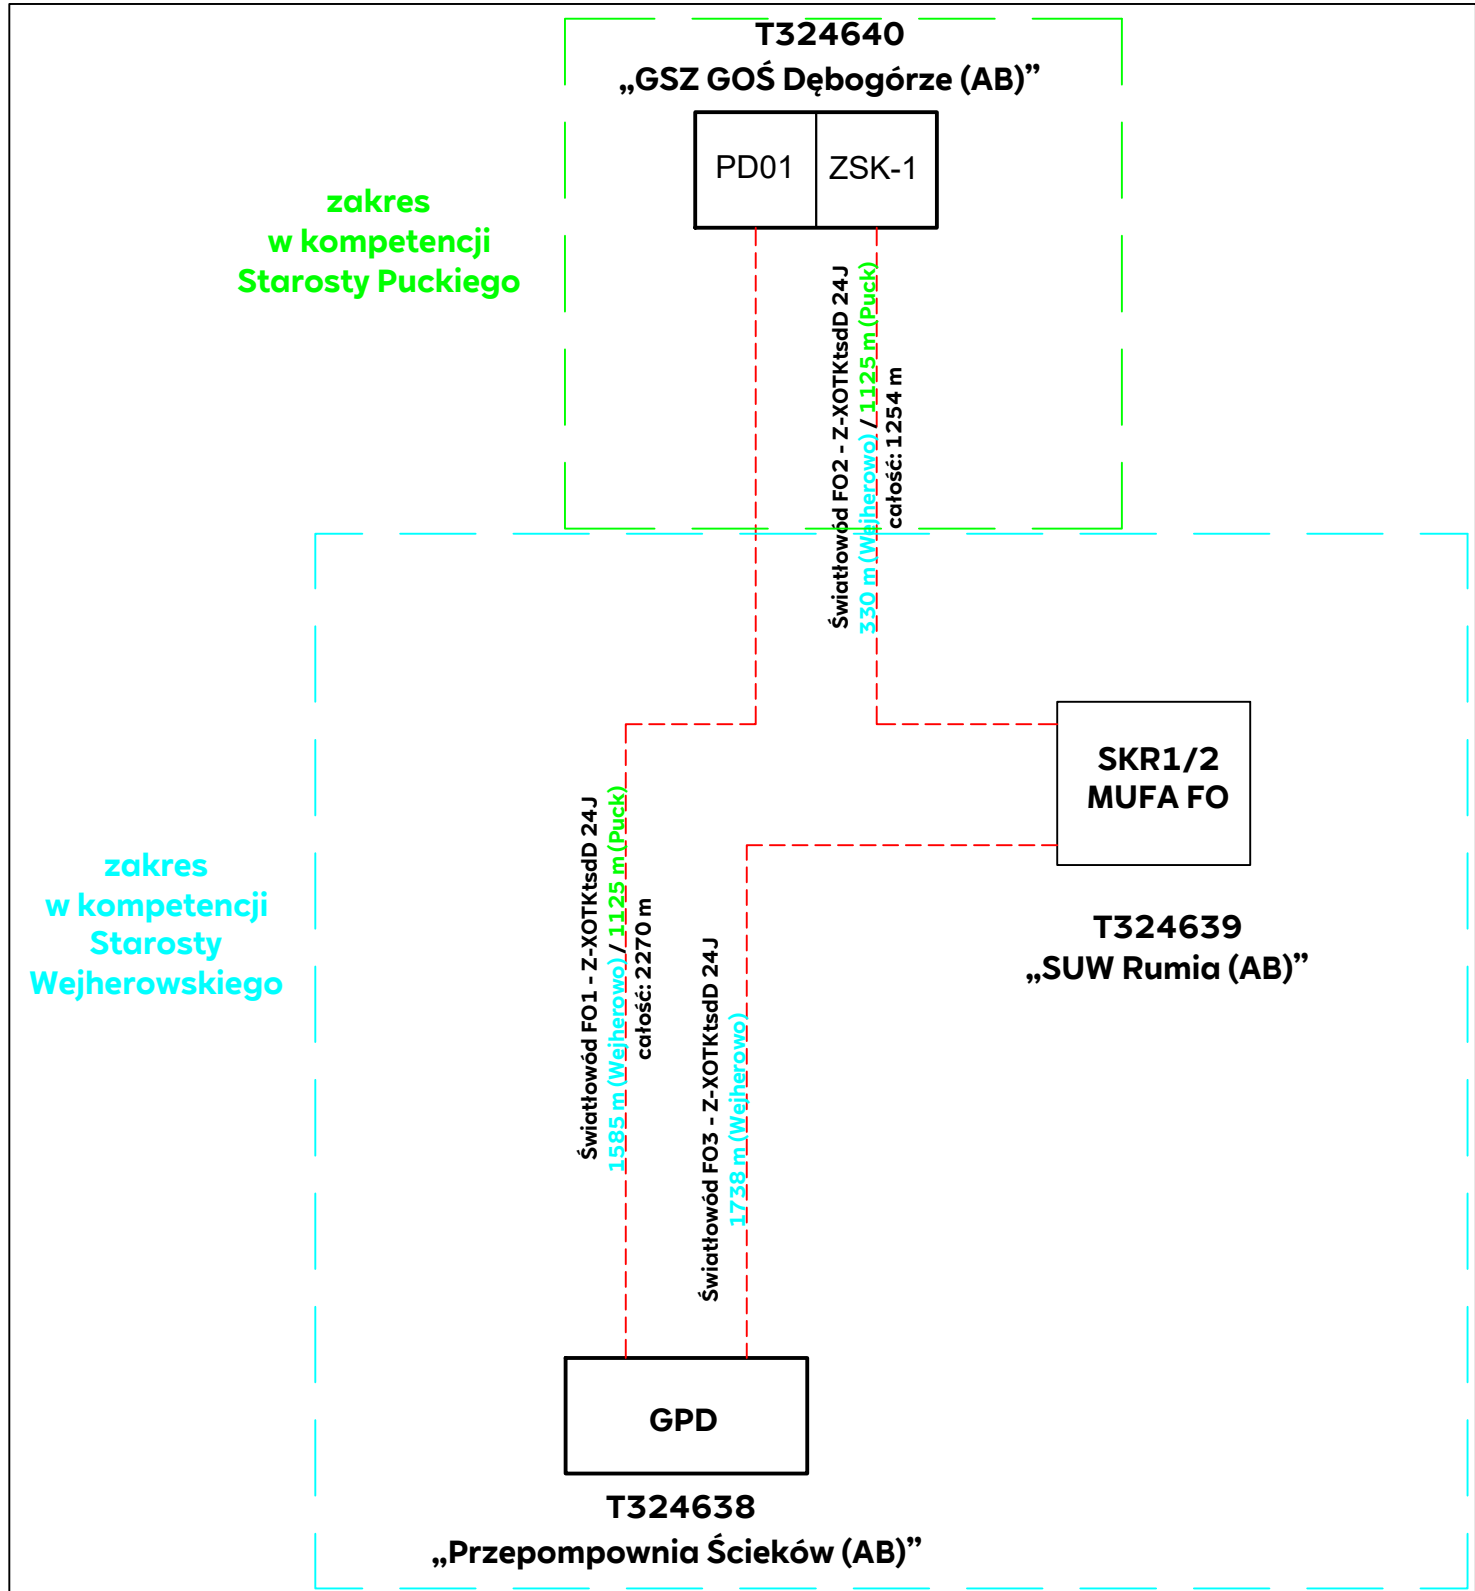 T324640
„GSZ GOŚ Dębogórze (AB)”
PD01
ZSK-1
zakres
w kompetencji
Starosty Puckiego
Światłowód FO2 - Z-XOTKtsdD 24J
330 m (Wejherowo) / 1125 m (Puck)
całość: 1254 m
SKR1/2
MUFA FO
T324639
„SUW Rumia (AB)”
zakres
w kompetencji
Starosty
Wejherowskiego
Światłowód FO1 - Z-XOTKtsdD 24J
1585 m (Wejherowo) / 1125 m (Puck)
całość: 2270 m
Światłowód FO3 - Z-XOTKtsdD 24J
1738 m (Wejherowo)
GPD
T324638
„Przepompownia Ścieków (AB)”